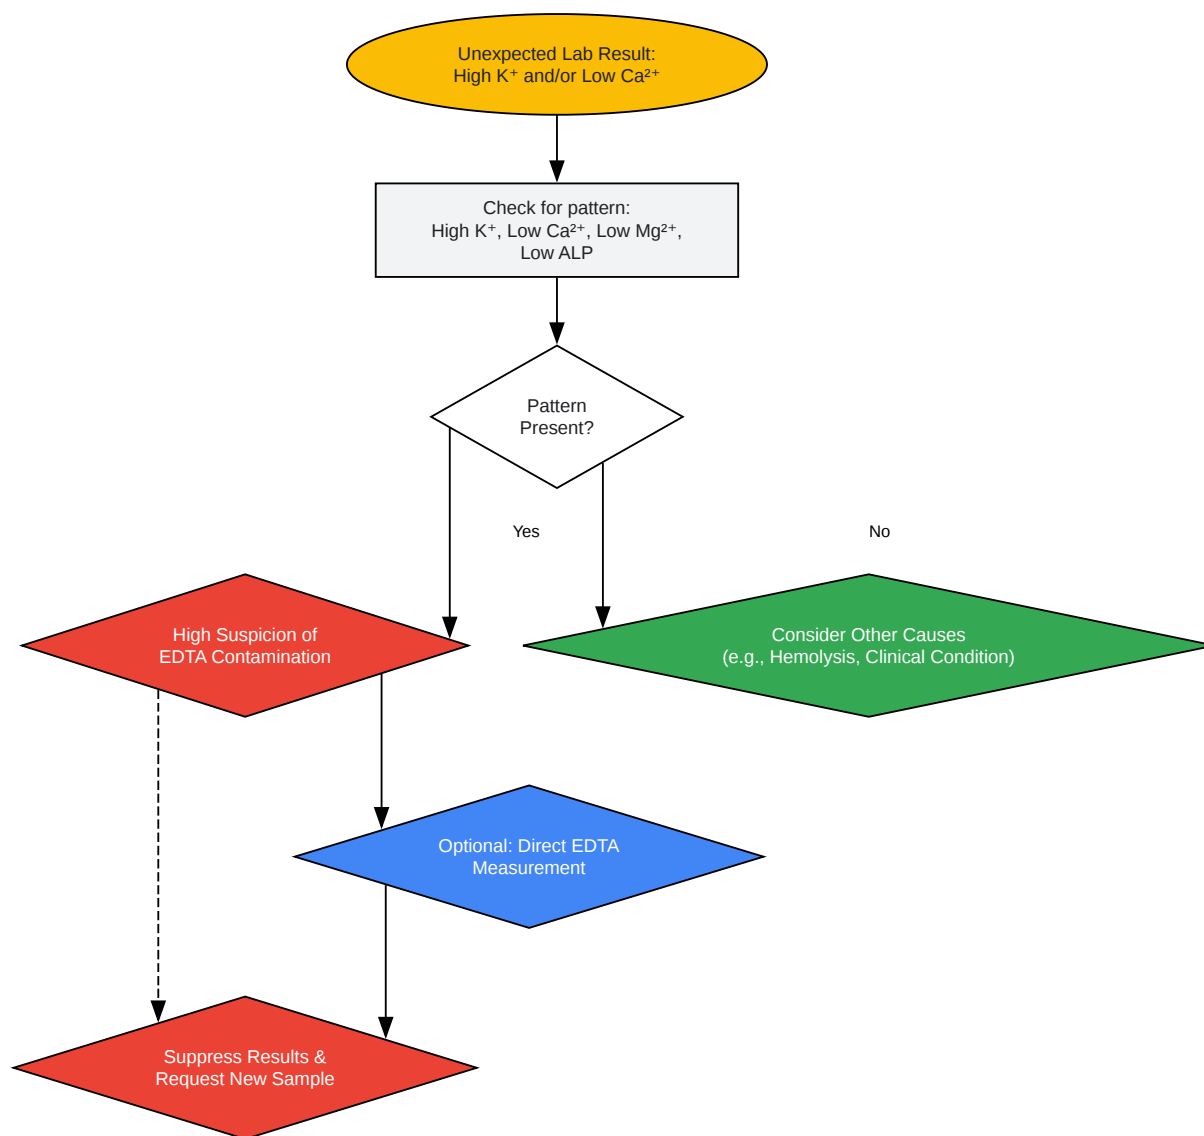 Unexpected Lab Result:
High K⁺ and/or Low Ca²⁺
Check for pattern:
High K⁺, Low Ca²⁺, Low Mg²⁺,
Low ALP
Pattern
Present?
Yes
No
High Suspicion of
EDTA Contamination
Consider Other Causes
(e.g., Hemolysis, Clinical Condition)
Optional: Direct EDTA
Measurement
Suppress Results &
Request New Sample